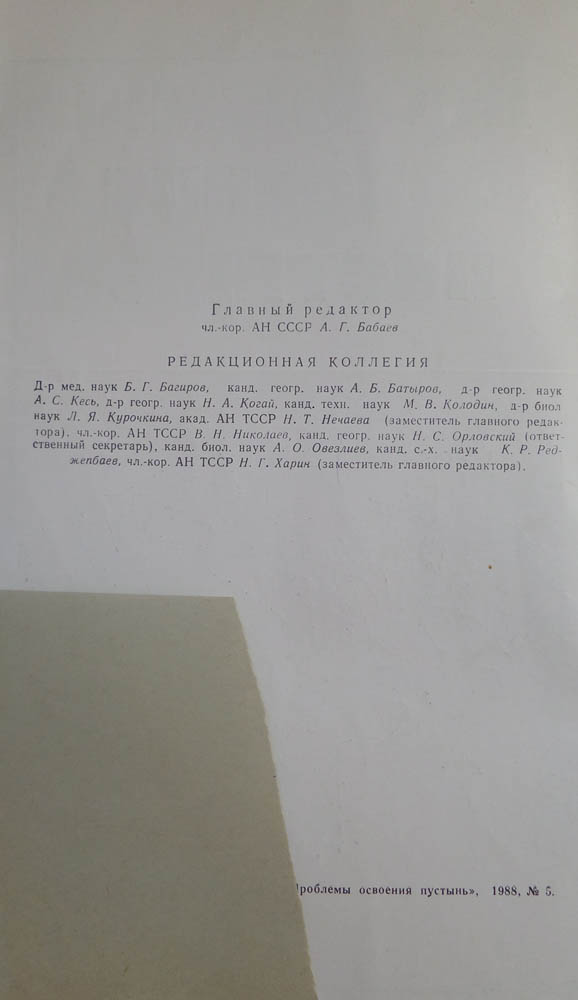 Главный редактор
чл.-кор. АН СССР А. Г. Бабаев
РЕДАКЦИОННАЯ КОЛЛЕГИЯ
Д-р мед. наук Б. Г. Багиров, канд. геогр. наук А. Б. Батыров, д-р геогр. наук
А. С. Кесь, д-р геогр. наук Н. А. Когай, канд. техн. наук М. В. Колодин, д-р биол
наук Л. Я. Курочкина, акад. АН ТССР Н. Т. Нечаева (заместитель главного редак-
тора), чл.-кор. АН ТССР В. Н. Николаев, канд. геогр. наук Н. С. Орловский (ответ-
ственный секретарь), канд. биол. наук А. О. Овезлиев, канд. с.-х. наук К. Р. Ред-
жепбаев, чл.-кор. АН ТССР Н. Г. Харин (заместитель главного редактора).
роблемы освоения пустынь», 1988, № 5.